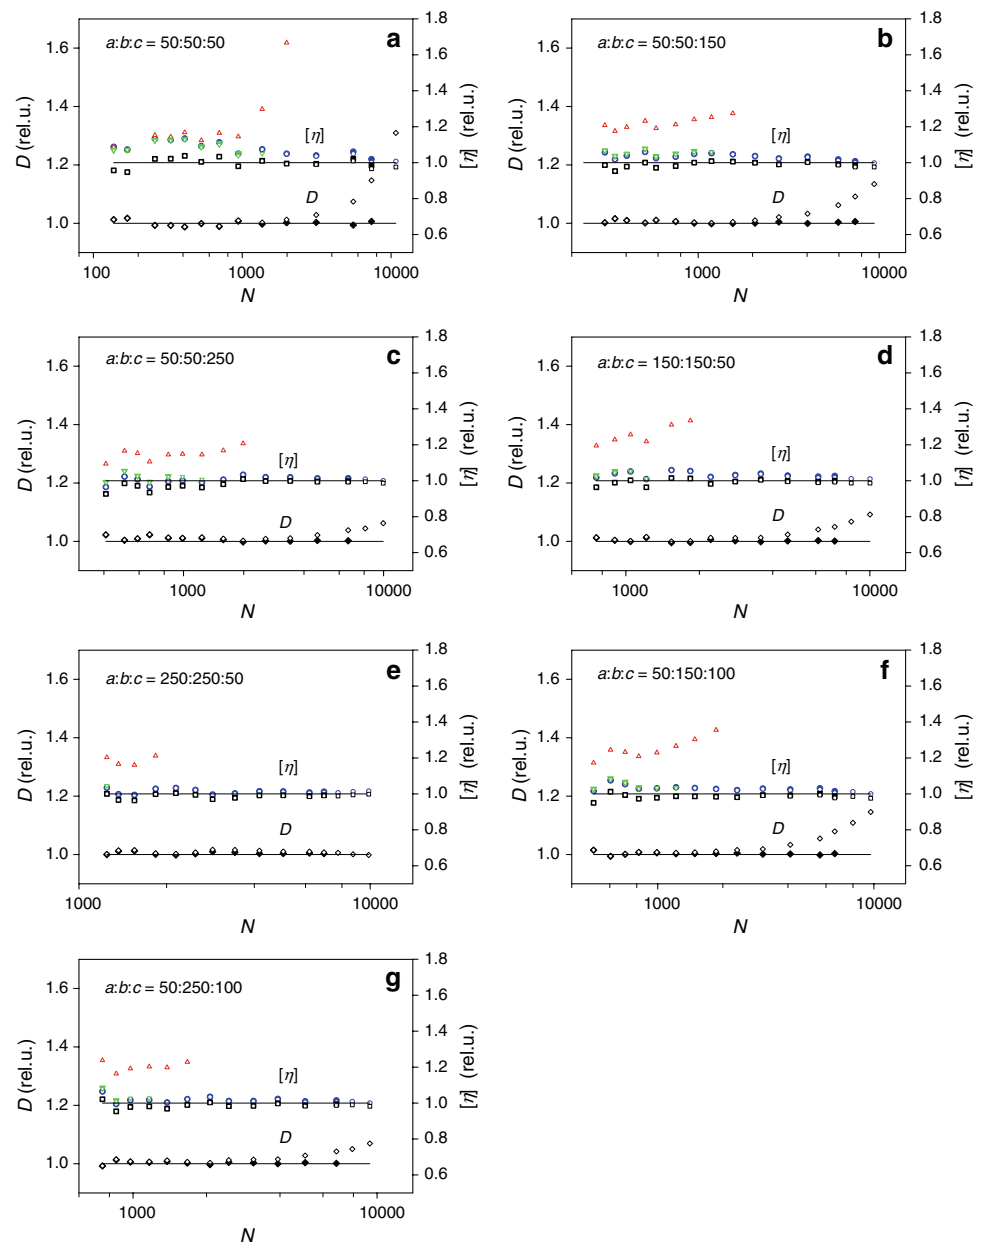 a
a:b:c = 50:50:50
D (rel.u.)
1.6
1.4
1.2
1.0
[η]
D
1.8
1.6
1.4
1.2
1.0
0.8
0.6
[η] (rel.u.)
100
1000
10000
N
b
a:b:c = 50:50:150
D (rel.u.)
1.6
1.4
1.2
1.0
[η]
D
1.8
1.6
1.4
1.2
1.0
0.8
0.6
[η] (rel.u.)
1000
10000
N
c
a:b:c = 50:50:250
D (rel.u.)
1.6
1.4
1.2
1.0
[η]
D
1.8
1.6
1.4
1.2
1.0
0.8
0.6
[η] (rel.u.)
1000
10000
N
d
a:b:c = 150:150:50
D (rel.u.)
1.6
1.4
1.2
1.0
[η]
D
1.8
1.6
1.4
1.2
1.0
0.8
0.6
[η] (rel.u.)
1000
10000
N
e
a:b:c = 250:250:50
D (rel.u.)
1.6
1.4
1.2
1.0
[η]
D
1.8
1.6
1.4
1.2
1.0
0.8
0.6
[η] (rel.u.)
1000
10000
N
f
a:b:c = 50:150:100
D (rel.u.)
1.6
1.4
1.2
1.0
[η]
D
1.8
1.6
1.4
1.2
1.0
0.8
0.6
[η] (rel.u.)
1000
10000
N
g
a:b:c = 50:250:100
D (rel.u.)
1.6
1.4
1.2
1.0
[η]
D
1.8
1.6
1.4
1.2
1.0
0.8
0.6
[η] (rel.u.)
1000
10000
N